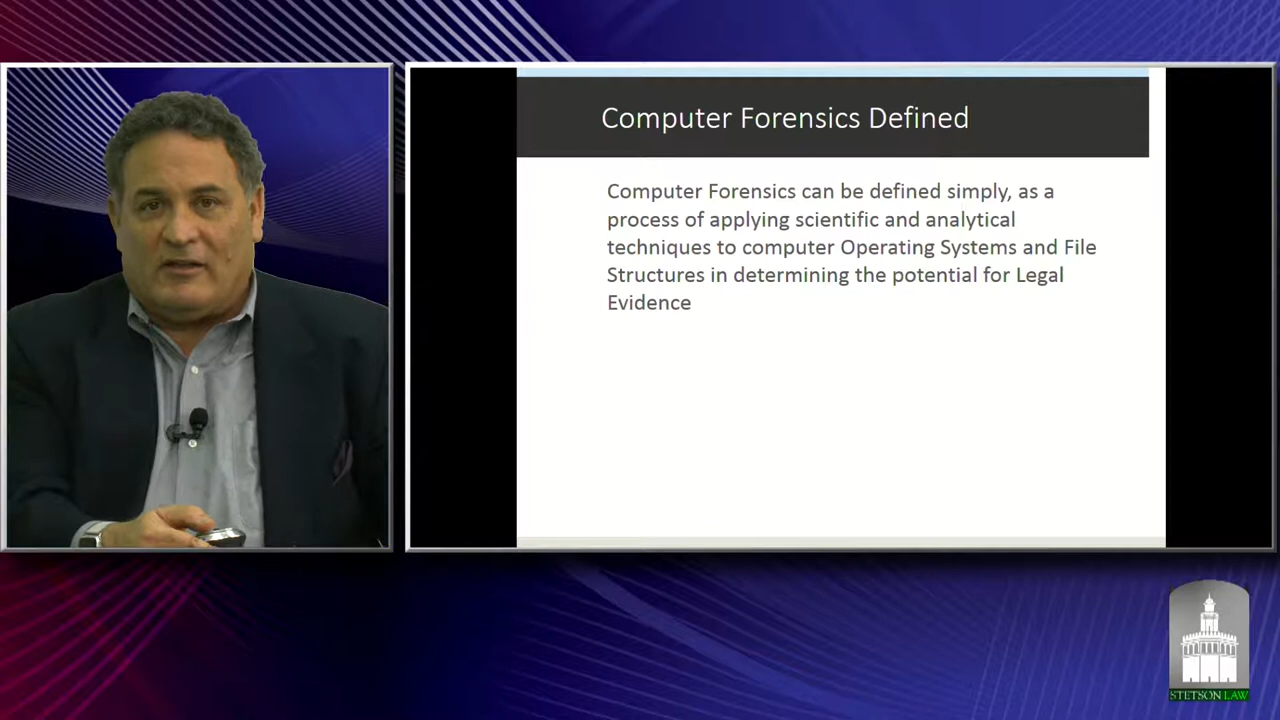 Computer Forensics Defined
Computer Forensics can be defined simply, as a
process of applying scientific and analytical
techniques to computer Operating Systems and File
Structures in determining the potential for Legal
Evidence
STETSON LAW